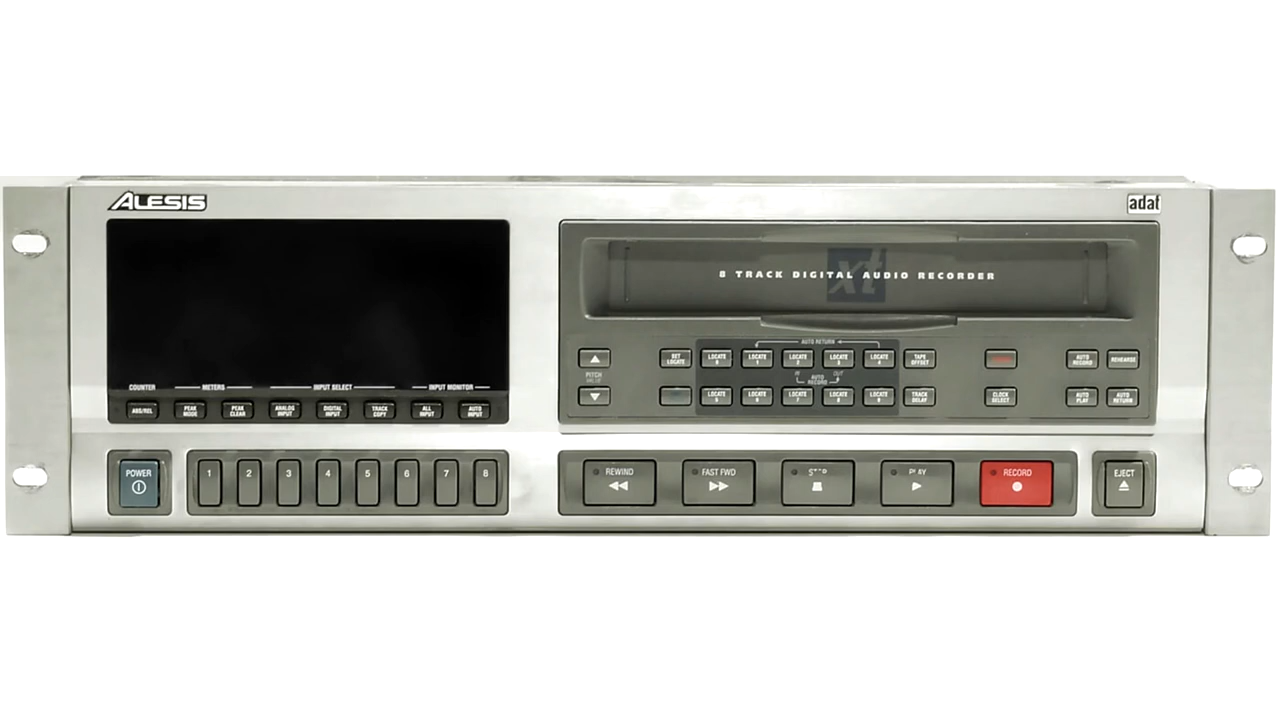 ALESIS
adat
xt
8 TRACK DIGITAL AUDIO RECORDER
COUNTER METERS INPUT SELECT INPUT MONITOR
ABS/REL
PEAK MODE
PEAK CLEAR
ANALOG INPUT
DIGITAL INPUT
TRACK COPY
ALL INPUT
AUTO INPUT
PITCH
VALUE
AUTO RETURN
SET LOCATE
LOCATE 0
LOCATE 1
LOCATE 2
LOCATE 3
LOCATE 4
TAPE OFFSET
AUTO RECORD
REHEARSE
IN
AUTO RECORD
OUT
LOCATE 5
LOCATE 6
LOCATE 7
LOCATE 8
LOCATE 9
TRACK DELAY
CLOCK SELECT
AUTO PLAY
AUTO RETURN
POWER
1 2 3 4 5 6 7 8
REWIND
FAST FWD
STOP
PLAY
RECORD
EJECT